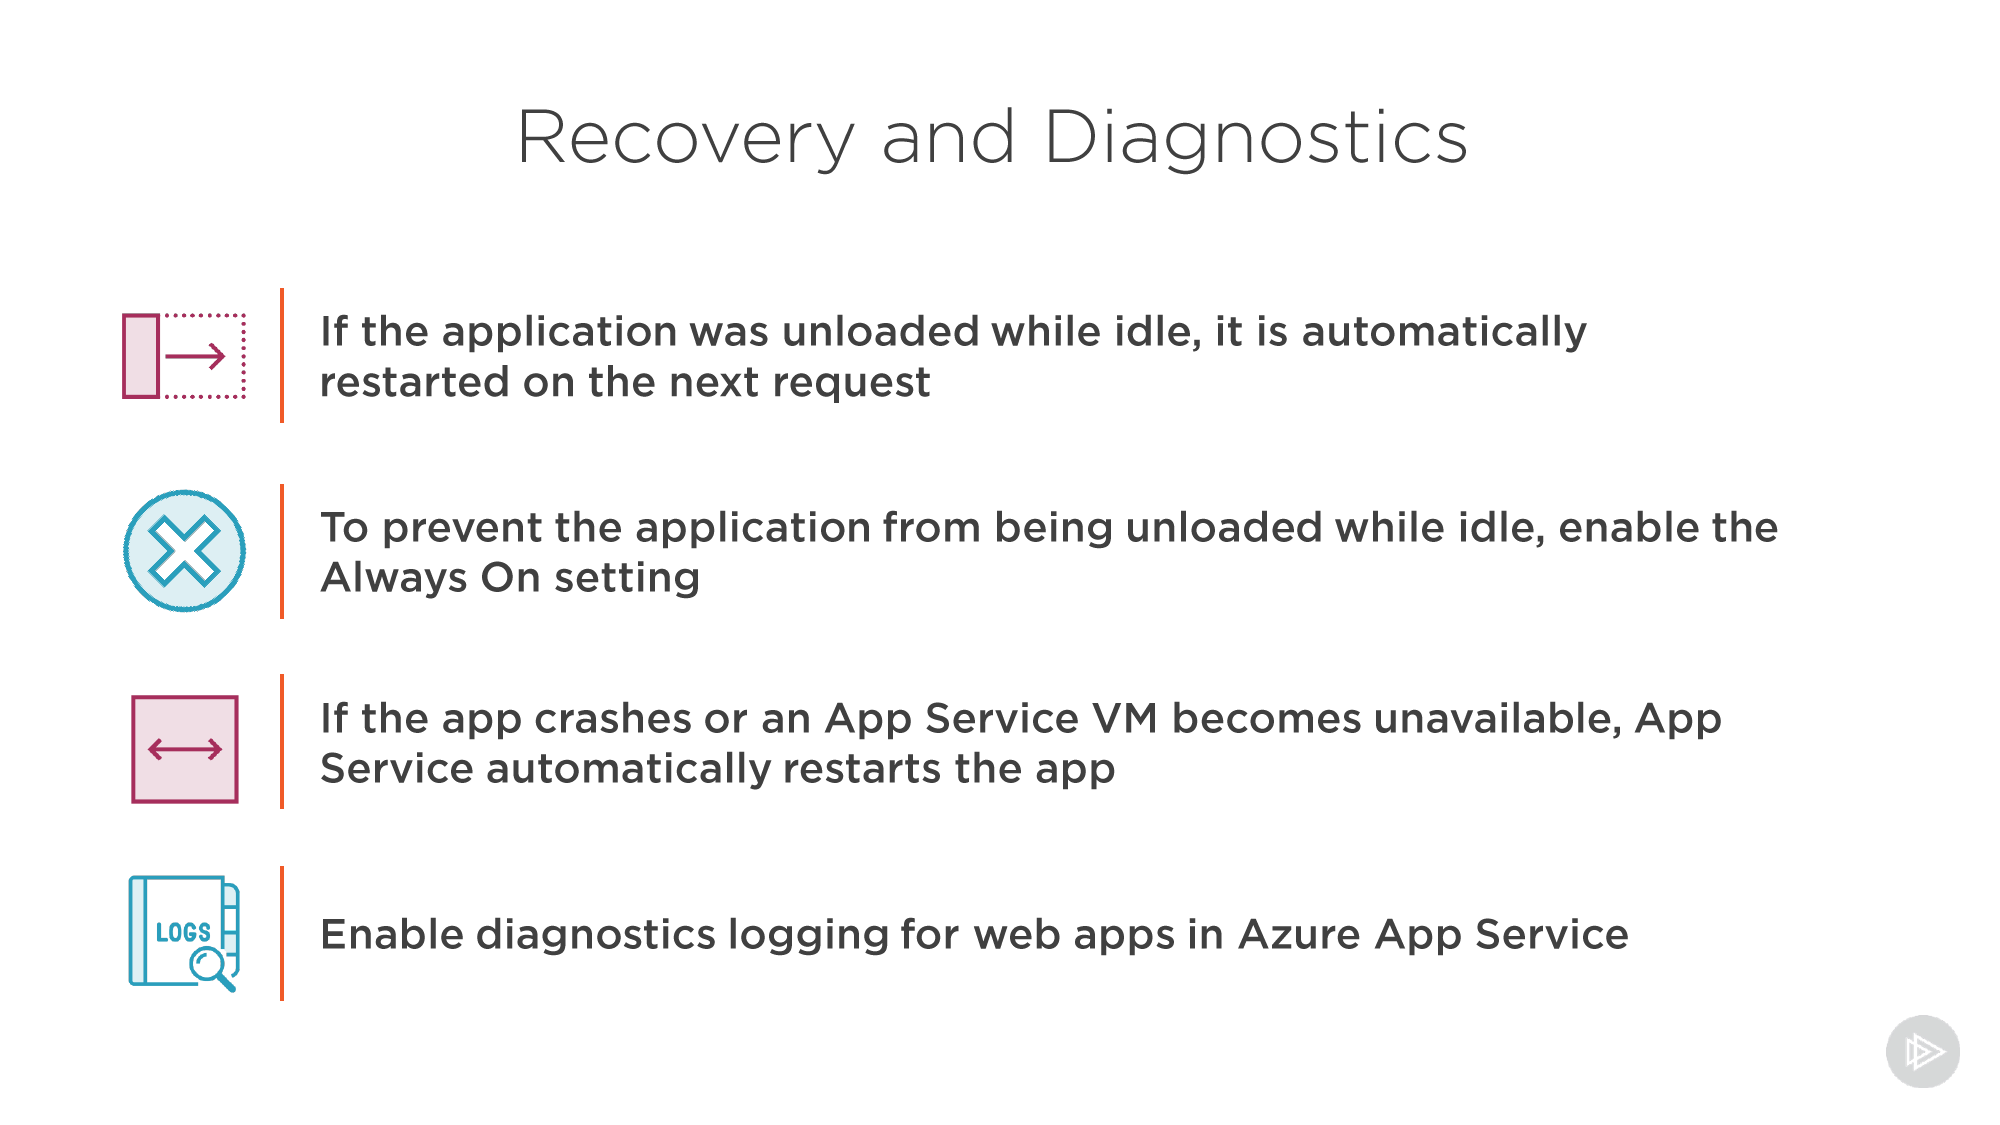 Recovery and Diagnostics
If the application was unloaded while idle, it is automatically
restarted on the next request
To prevent the application from being unloaded while idle, enable the
Always On setting
If the app crashes or an App Service VM becomes unavailable, App
Service automatically restarts the app
LOGS
Enable diagnostics logging for web apps in Azure App Service